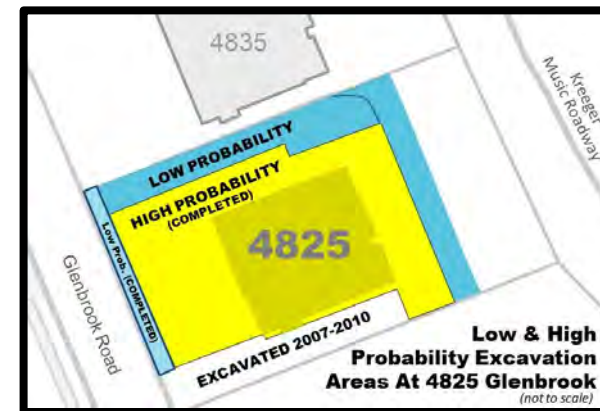 4835
Kreeger
Music Roadway
LOW PROBABILITY
HIGH PROBABILITY
(COMPLETED)
Low Prob. (COMPLETED)
4825
Glenbrook Road
EXCAVATED 2007-2010
Low & High
Probability Excavation
Areas At 4825 Glenbrook
(not to scale)